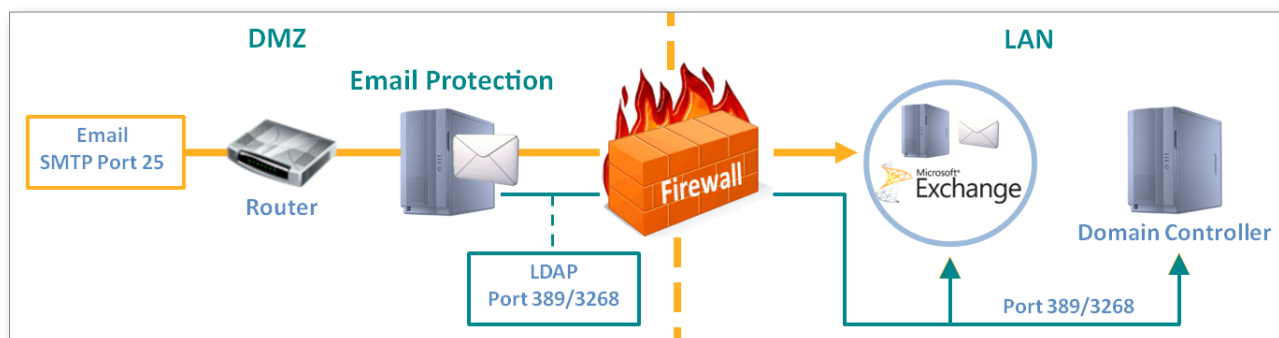 DMZ
LAN
Email Protection
Email
SMTP Port 25
Router
Firewall
Microsoft®
Exchange
Domain Controller
LDAP
Port 389/3268
Port 389/3268